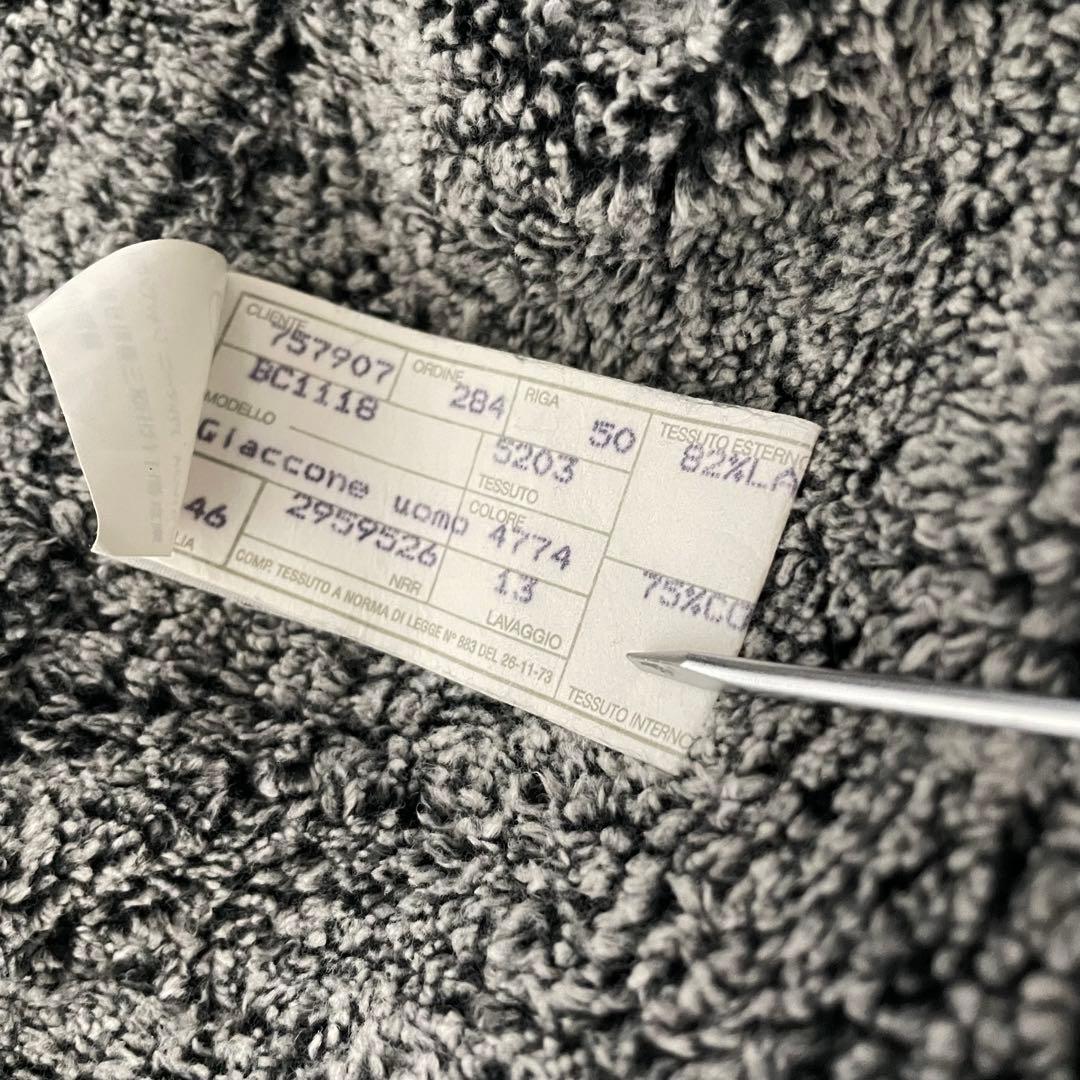 CLIENTE
757907
BC1118
ORDINE
284
RIGA
50
MODELLO
Giaccone uomo
5203
TESSUTO
COLORE
4774
46
LIA
2959526
NRR
13
LAVAGGIO
COMP. TESSUTO A NORMA DI LEGGE N° 883 DEL 26-11-73
TESSUTO ESTERNO
82%LA
75%CO
TESSUTO INTERNO